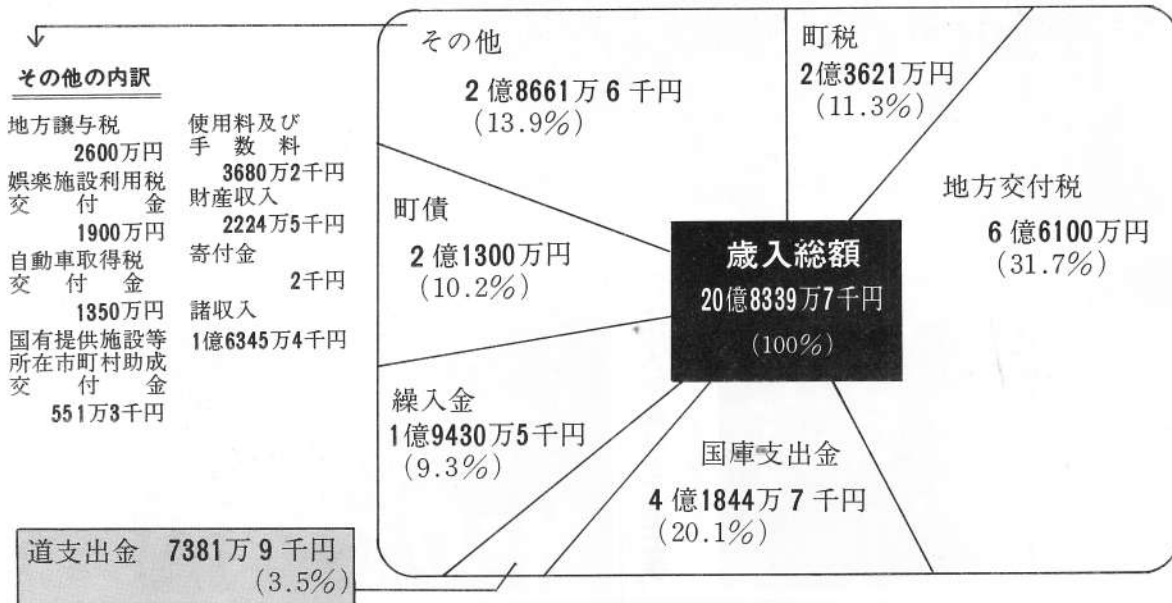 その他の内訳
地方譲与税
2600万円
娯楽施設利用税
交付金
1900万円
自動車取得税
交付金
1350万円
国有提供施設等
所在市町村助成
交付金
551万3千円
使用料及び
手数料
3680万2千円
財産収入
2224万5千円
寄付金
2千円
諸収入
1億6345万4千円
その他
2億8661万6千円
(13.9%)
町税
2億3621万円
(11.3%)
地方交付税
6億6100万円
(31.7%)
町債
2億1300万円
(10.2%)
歳入総額
20億8339万7千円
(100%)
繰入金
1億9430万5千円
(9.3%)
国庫支出金
4億1844万7千円
(20.1%)
道支出金 7381万9千円
(3.5%)